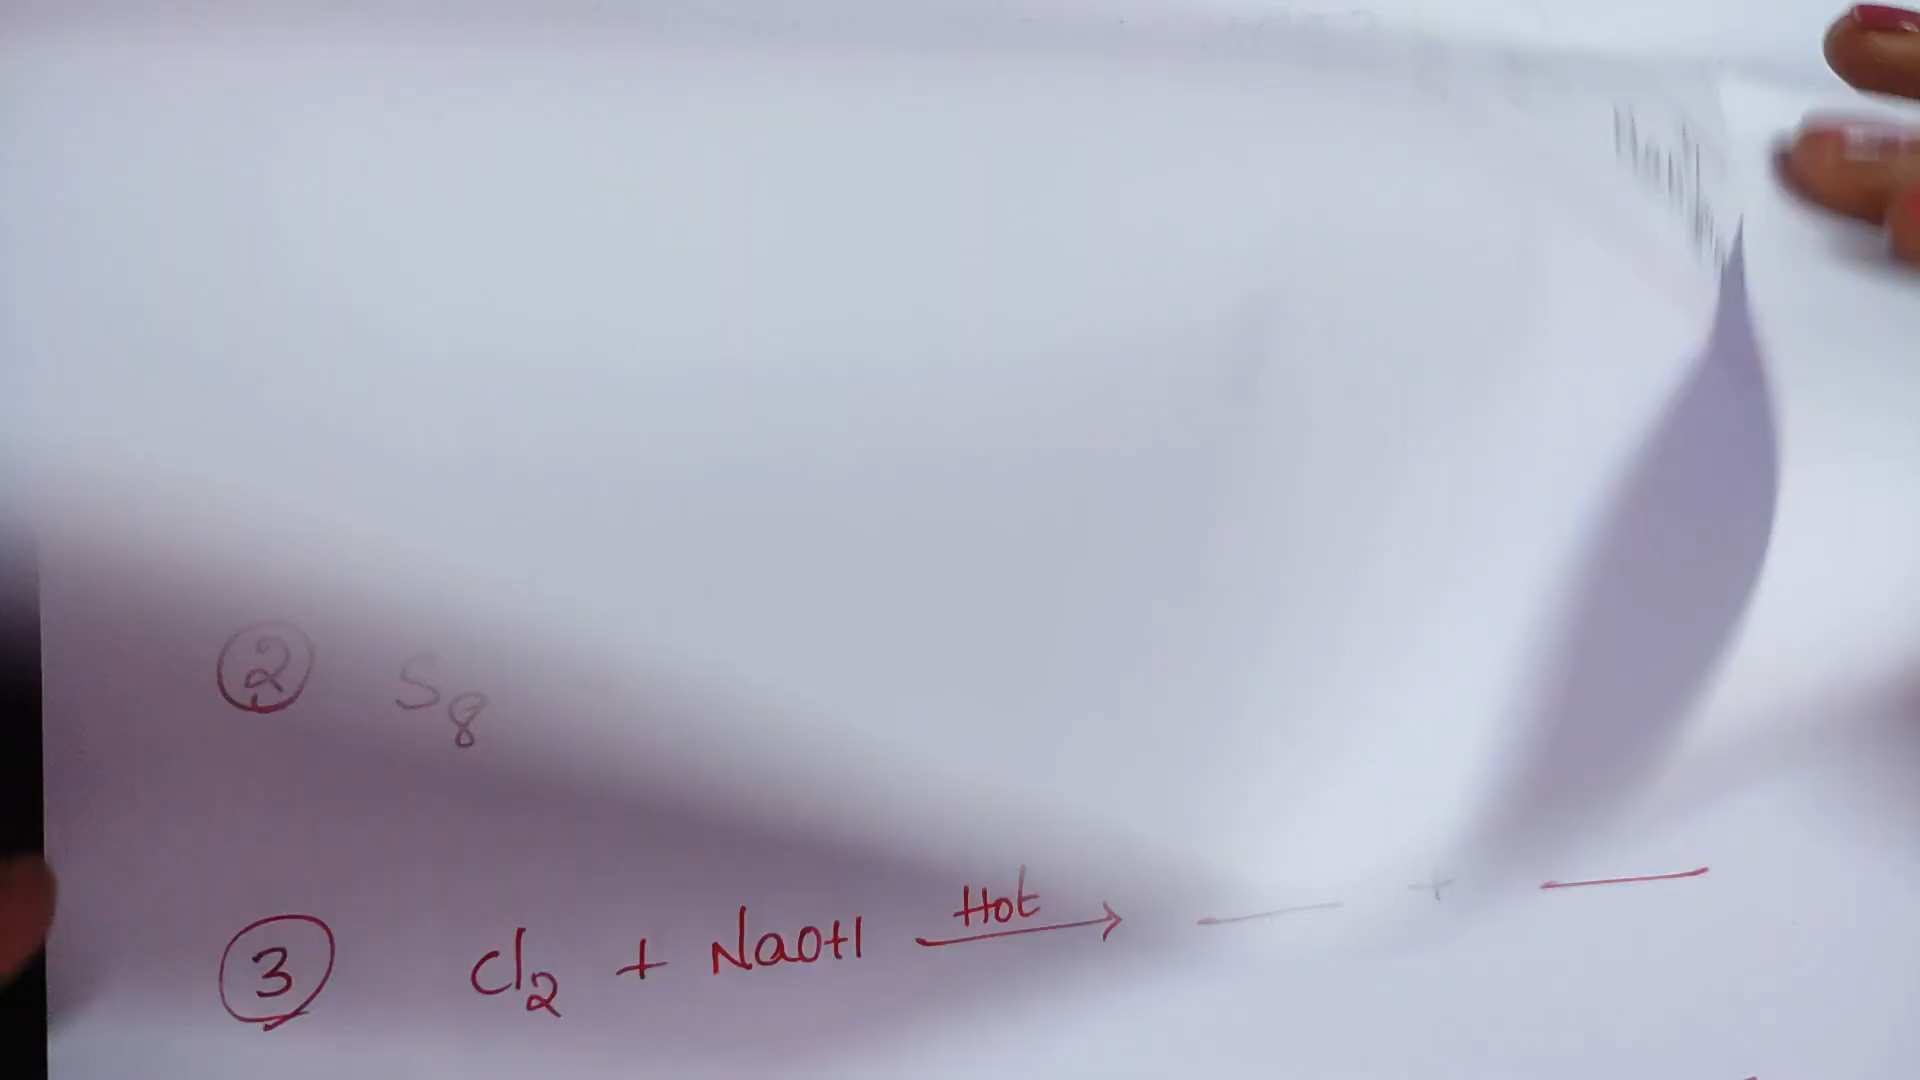 2 S8
3 Cl2 + NaOH Hot → ___ + ___